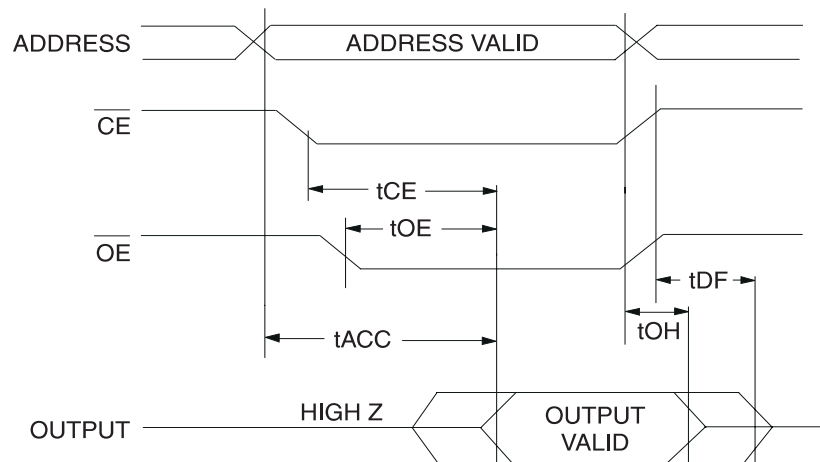 ADDRESS
ADDRESS VALID
CE
tCE
tOE
OE
tDF
tOH
tACC
HIGH Z
OUTPUT
OUTPUT
VALID